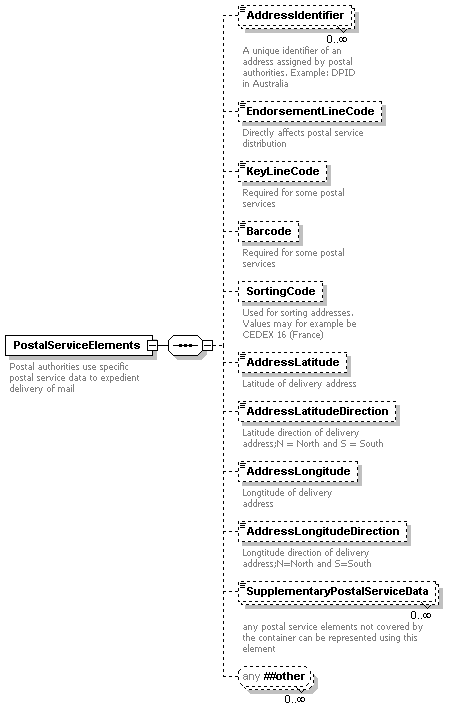 AddressIdentifier
0..∞
A unique identifier of an
address assigned by postal
authorities. Example: DPID
in Australia
EndorsementLineCode
Directly affects postal service
distribution
KeyLineCode
Required for some postal
services
Barcode
Required for some postal
services
SortingCode
Used for sorting addresses.
Values may for example be
CEDEX 16 (France)
PostalServiceElements
Postal authorities use specific
postal service data to expedient
delivery of mail
AddressLatitude
Latitude of delivery address
AddressLatitudeDirection
Latitude direction of delivery
address;N = North and S = South
AddressLongitude
Longtitude of delivery
address
AddressLongitudeDirection
Longtitude direction of delivery
address;N=North and S=South
SupplementaryPostalServiceData
0..∞
any postal service elements not covered by
the container can be represented using this
element
any ##other
0..∞